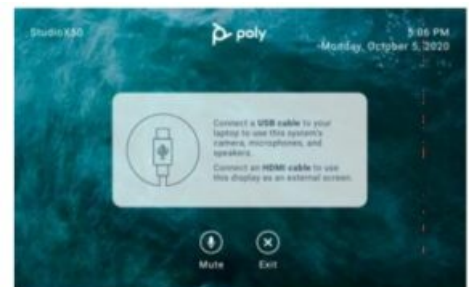 Studio X50
poly
5:06 PM
Monday, October 5, 2020
Connect a USB cable to your
laptop to use this system's
camera, microphones, and
speakers.
Connect an HDMI cable to use
this display as an external screen.
Mute
Exit